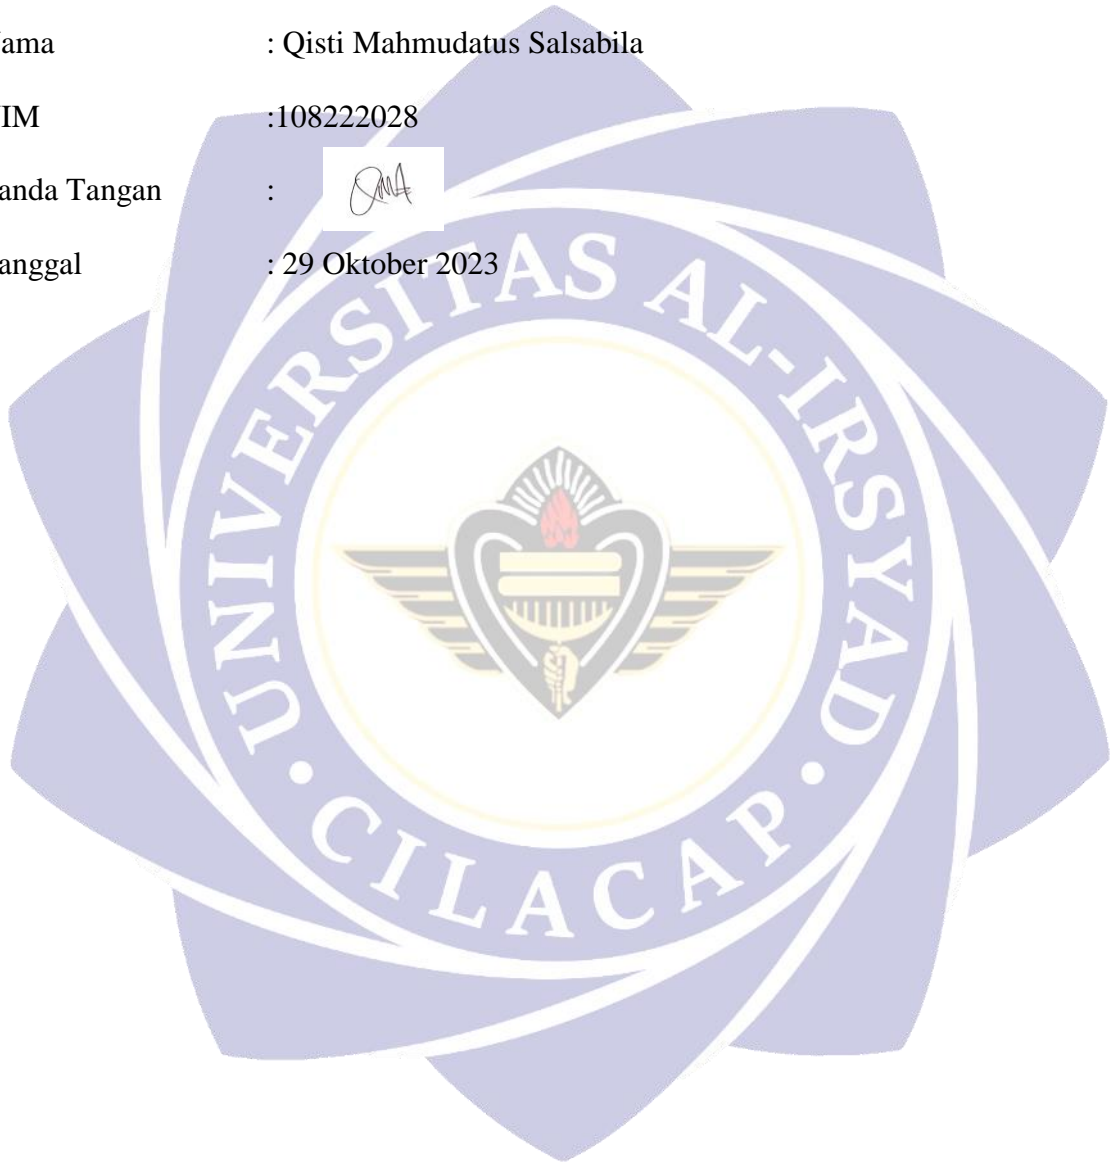 ama : Qisti Mahmudatus Salsabila
IM :108222028
anda Tangan :
anggal : 29 Oktober 2023
UNIVERSITAS AL-IRSYAD
CILACAP